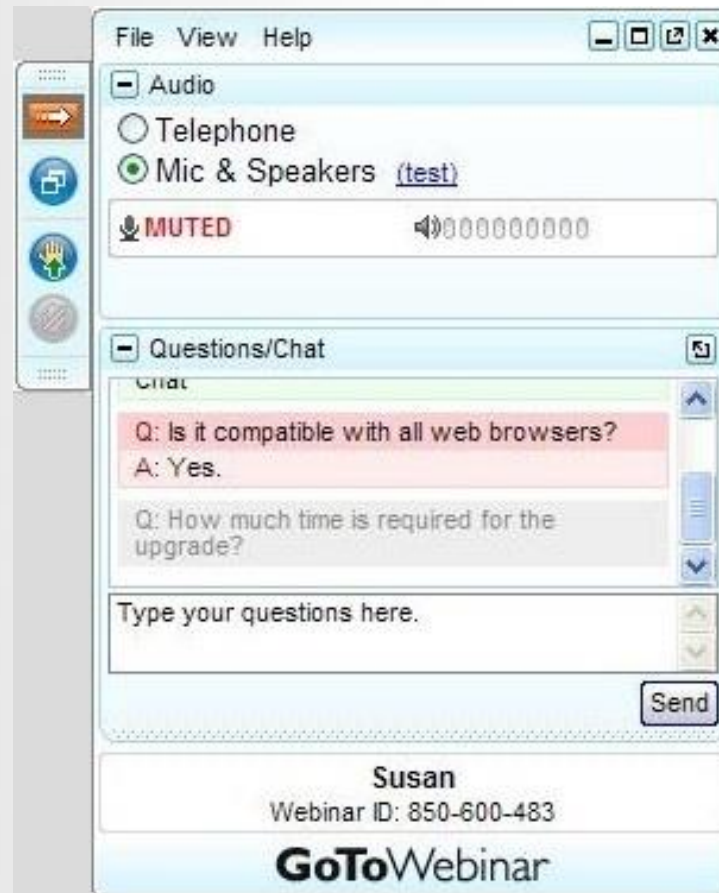 File View Help
Audio
Telephone
Mic & Speakers (test)
MUTED
000000000
Questions/Chat
Chat
Q: Is it compatible with all web browsers?
A: Yes.
Q: How much time is required for the
upgrade?
Type your questions here.
Send
Susan
Webinar ID: 850-600-483
GoToWebinar